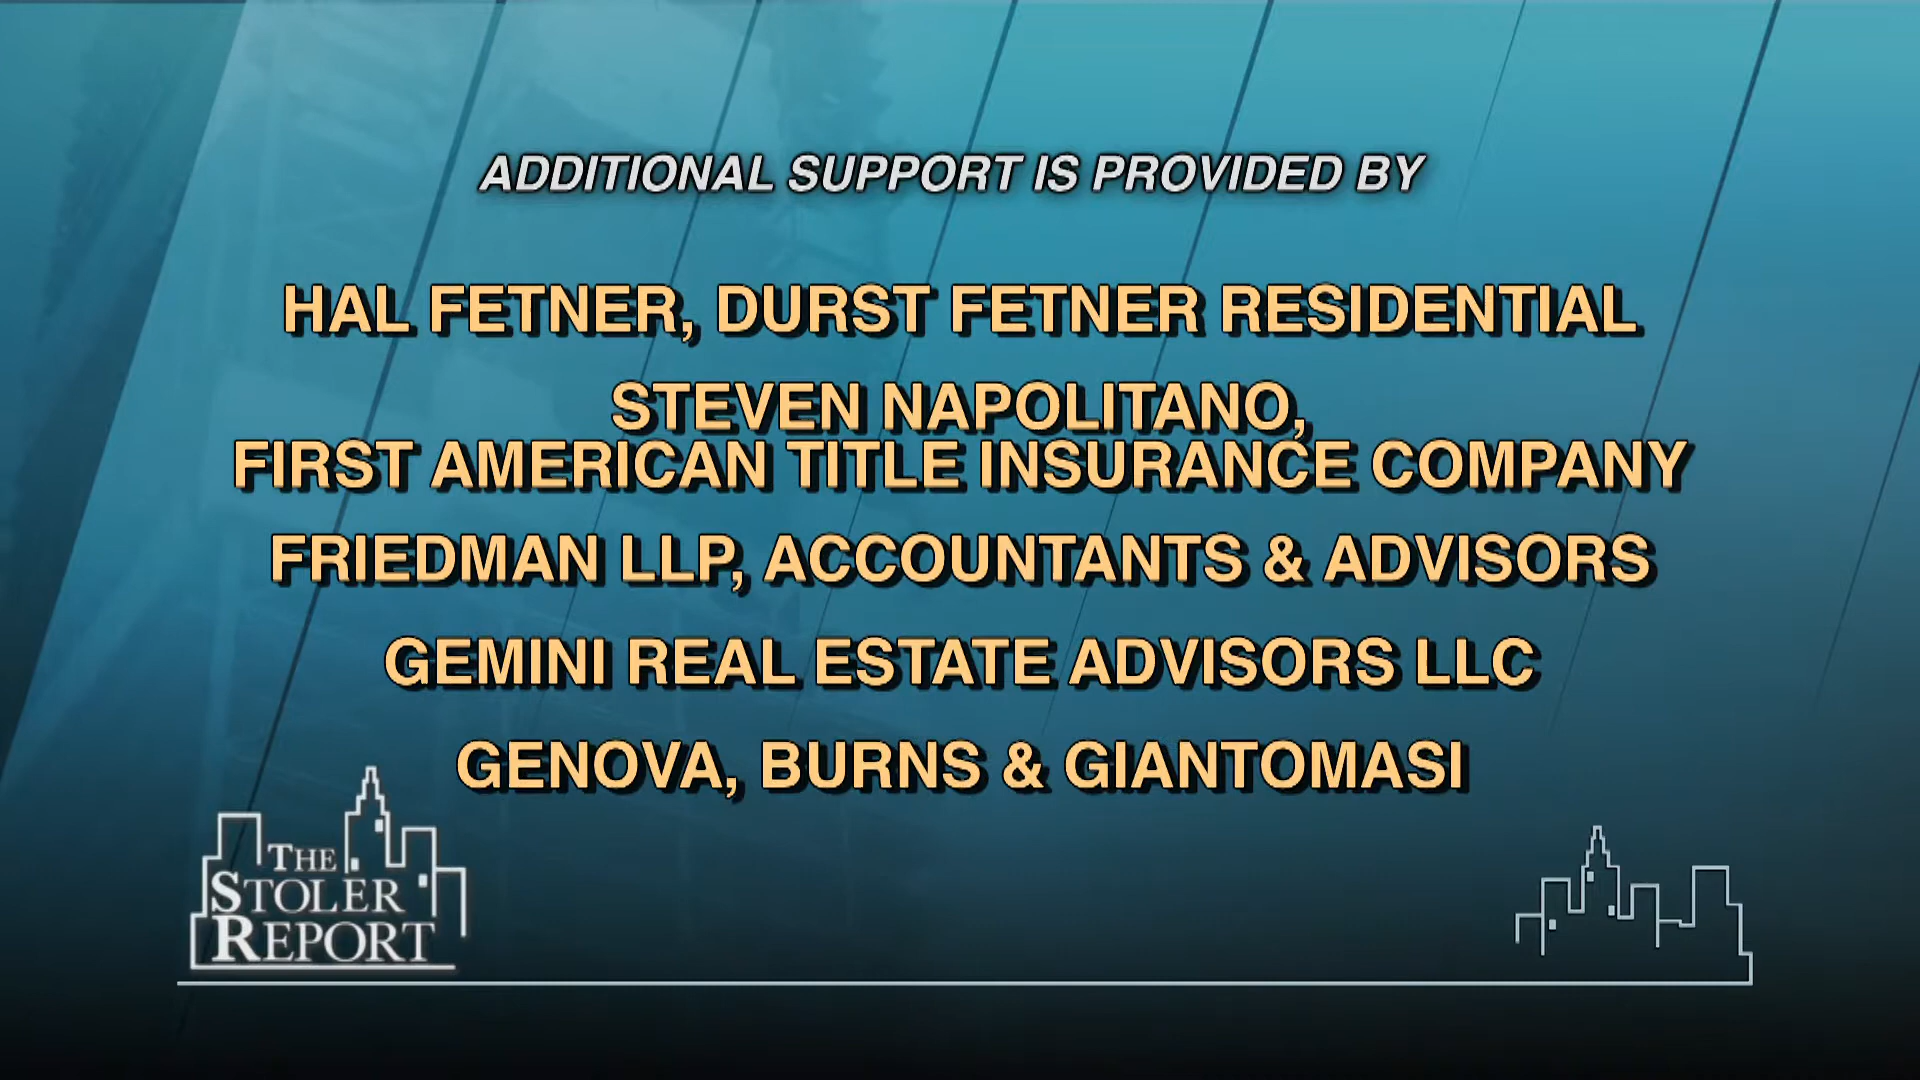 ADDITIONAL SUPPORT IS PROVIDED BY
HAL FETNER, DURST FETNER RESIDENTIAL
STEVEN NAPOLITANO,
FIRST AMERICAN TITLE INSURANCE COMPANY
FRIEDMAN LLP, ACCOUNTANTS & ADVISORS
GEMINI REAL ESTATE ADVISORS LLC
GENOVA, BURNS & GIANTOMASI
THE
STOLER
REPORT